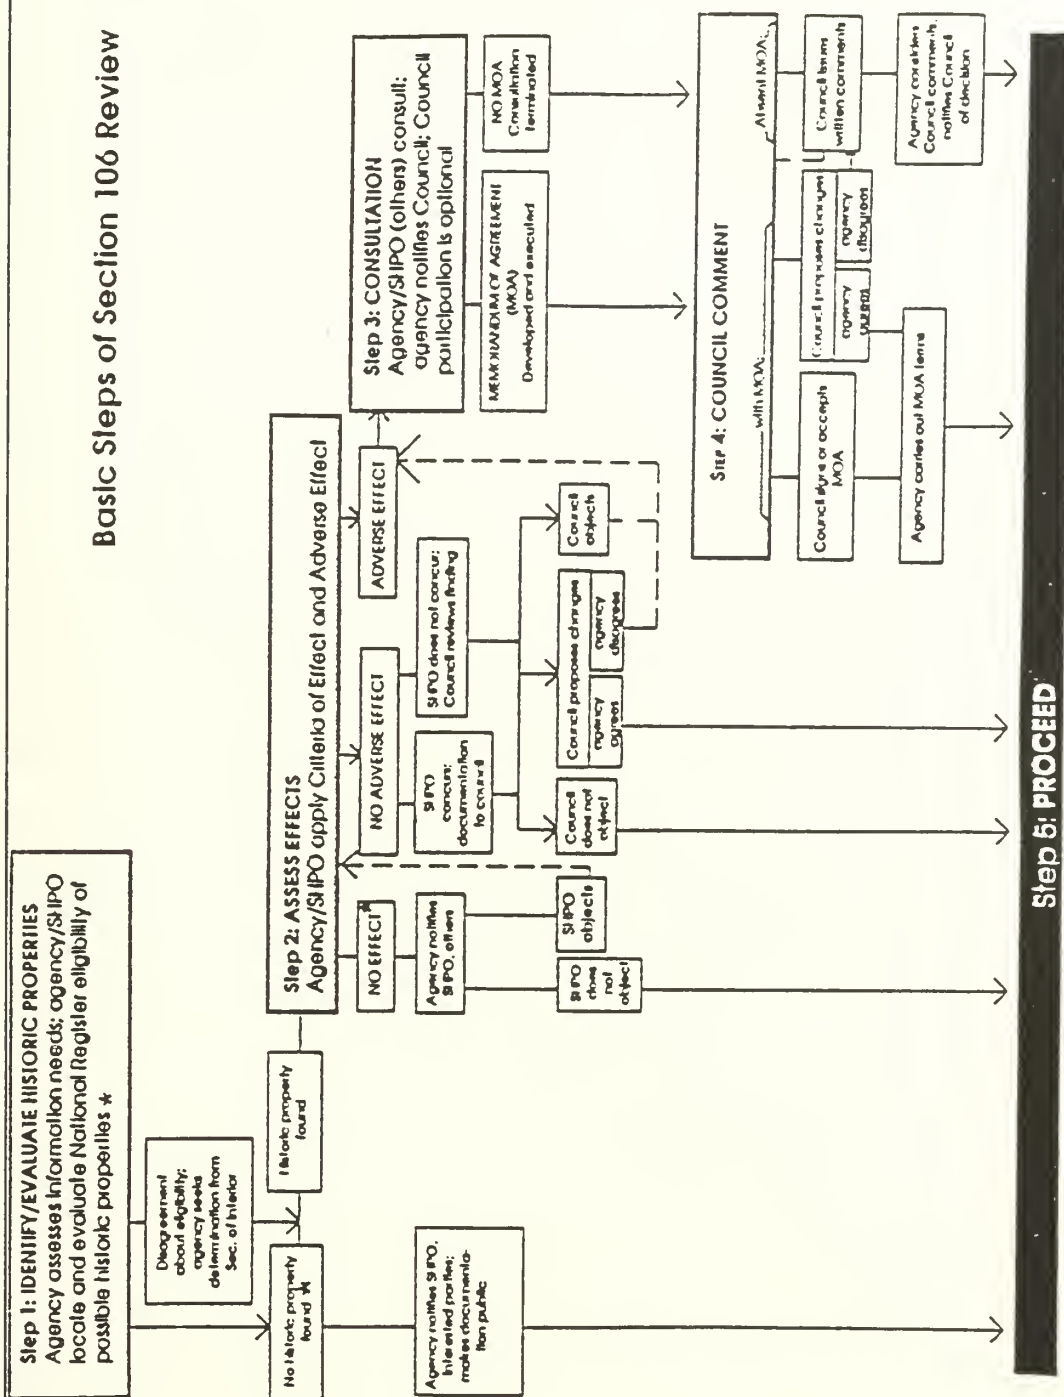 Basic Steps of Section 106 Review
Step 1: IDENTIFY/EVALUATE HISTORIC PROPERTIES
Agency assesses information needs; agency/SHPO
locate and evaluate National Register eligibility of
possible historic properties *
Disagreement
about eligibility;
agency seeks
determination from
Sec. of Interior
No Historic property
found *
Historic property
found
Agency notifies SHPO,
interested parties;
makes documenta-
tion public
Step 2: ASSESS EFFECTS
Agency/SHPO apply Criteria of Effect and Adverse Effect
NO EFFECT*
Agency notifies
SHPO, others
SHPO
does
not
object
SHPO
objects
NO ADVERSE EFFECT
SHPO
concurs;
documentation
to council
SHPO does not concur;
Council reviews finding
Council
does not
object
Council proposes changes
agency
agrees
agency
disagrees
Council
objects
ADVERSE EFFECT
Step 3: CONSULTATION
Agency/SHPO (others) consult;
agency notifies Council; Council
participation is optional
MEMORANDUM OF AGREEMENT
(MOA)
Developed and executed
NO MOA
Consultation
terminated
STEP 4: COUNCIL COMMENT
with MOA:
Absent MOA:
Council signs or accepts
MOA
Council proposes changes
agency
agrees
agency
disagrees
Council issues
written comments
Agency carries out MOA terms
Agency considers
Council comments,
notifies Council
of decision
Step 5: PROCEED